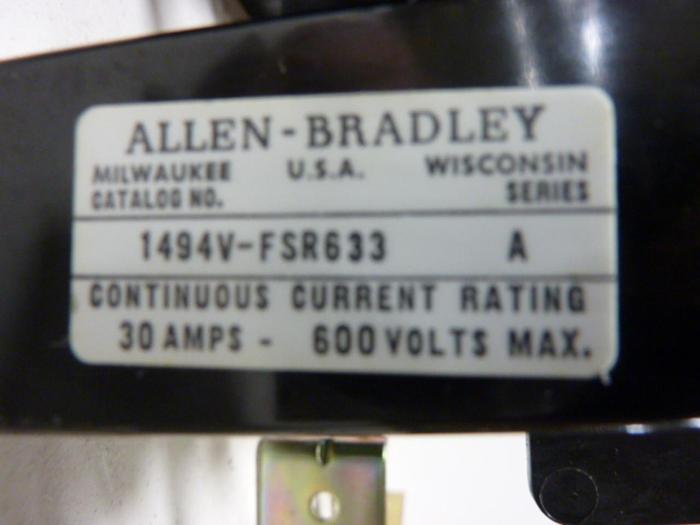 ALLEN-BRADLEY
MILWAUKEE U.S.A. WISCONSIN
CATALOG NO. SERIES
1494V-FSR633 A
CONTINUOUS CURRENT RATING
30 AMPS - 600 VOLTS MAX.